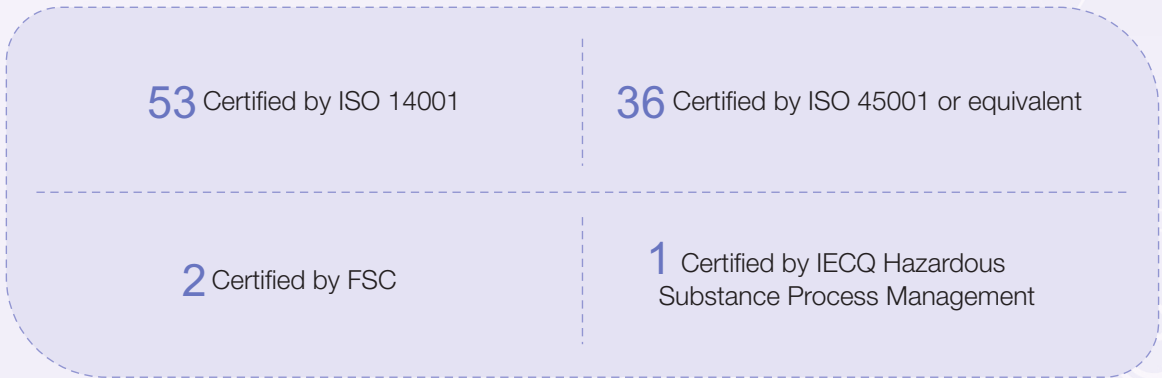 53 Certified by ISO 14001
36 Certified by ISO 45001 or equivalent
2 Certified by FSC
1 Certified by IECQ Hazardous
Substance Process Management